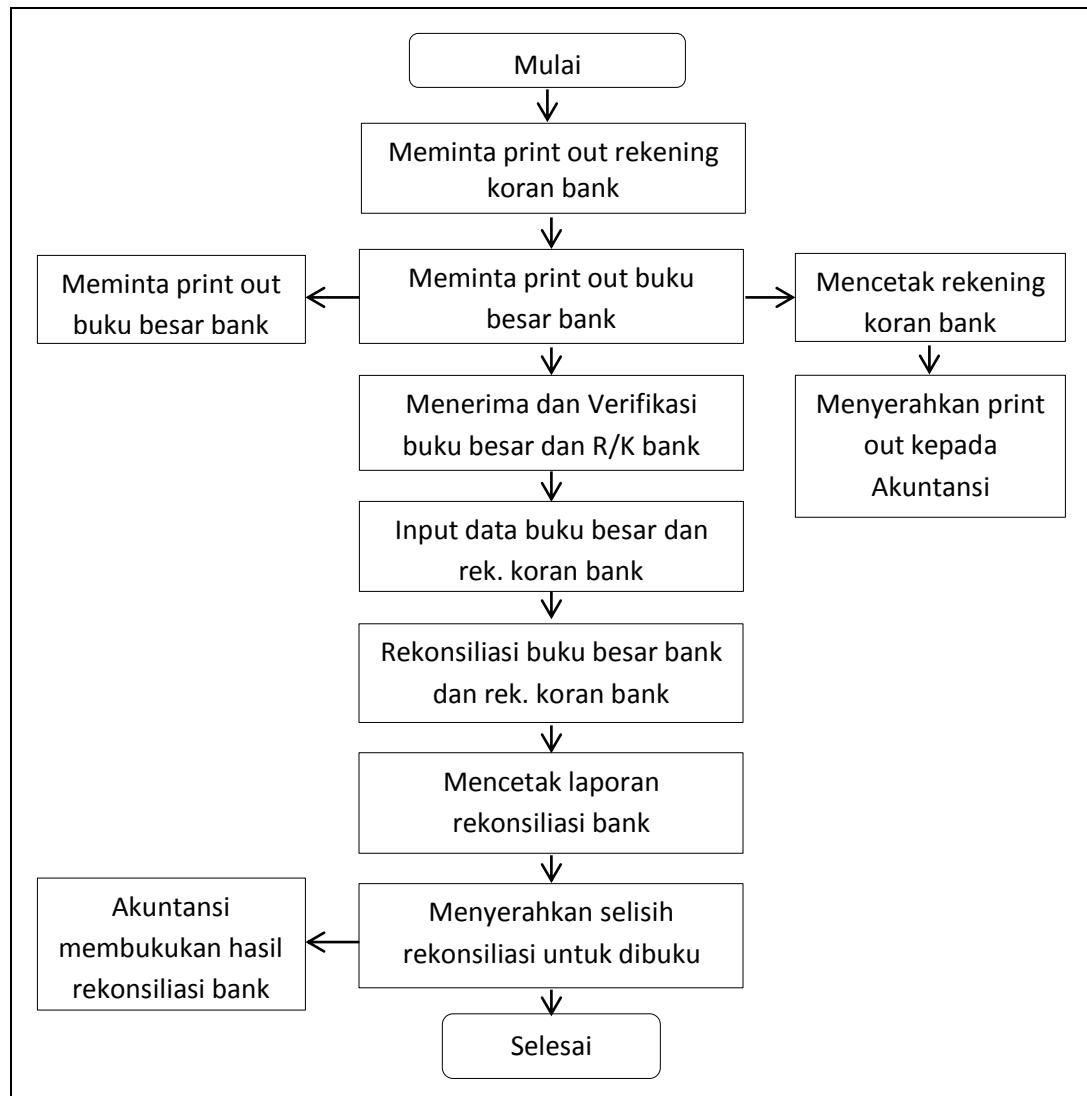 Mulai
Meminta print out rekening
koran bank
Meminta print out
buku besar bank
Meminta print out buku
besar bank
Mencetak rekening
koran bank
Menerima dan Verifikasi
buku besar dan R/K bank
Menyerahkan print
out kepada
Akuntansi
Input data buku besar dan
rek. koran bank
Rekonsiliasi buku besar bank
dan rek. koran bank
Mencetak laporan
rekonsiliasi bank
Akuntansi
membukukan hasil
rekonsiliasi bank
Menyerahkan selisih
rekonsiliasi untuk dibuku
Selesai